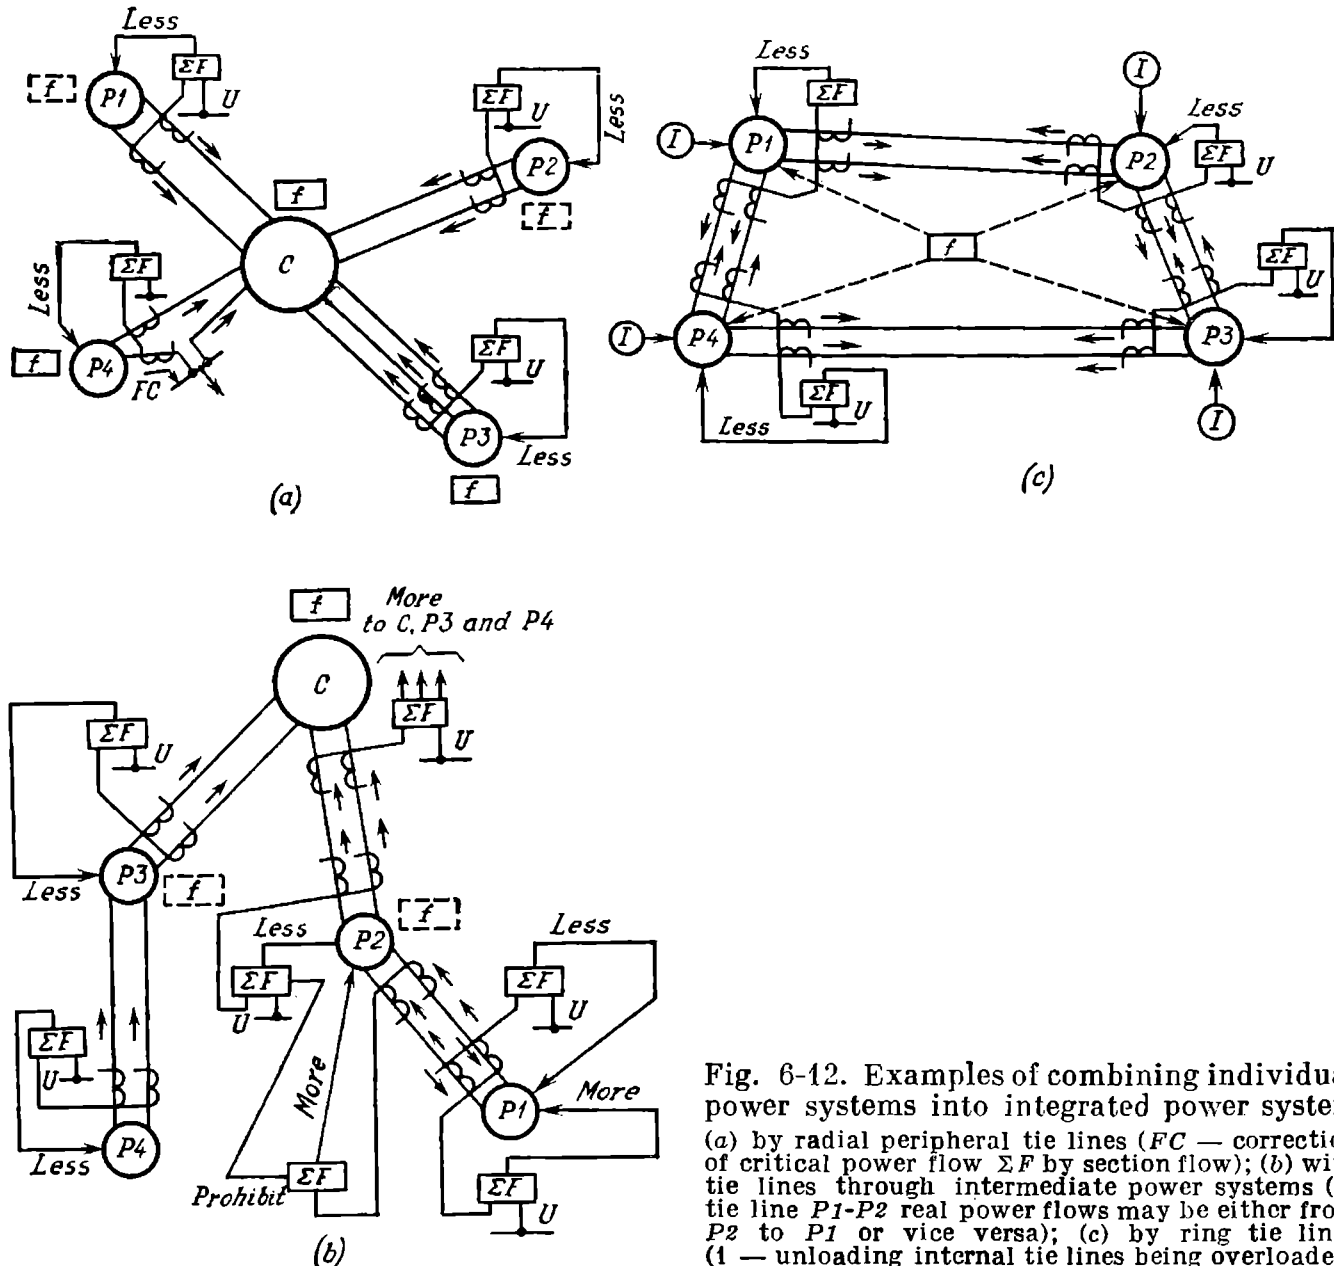 Less
ΣF
f
P1
U
ΣF
U
Less
P2
f
f
C
ΣF
Less
P4
f
FC
ΣF
U
P3
Less
f
(a)
Less
ΣF
I
P1
I
P2
Less
ΣF
U
f
ΣF
U
I
P4
P3
ΣF
U
Less
I
(c)
f
More
to C, P3 and P4
C
ΣF
U
ΣF
U
P3
Less
f
f
P2
Less
ΣF
U
Less
ΣF
U
ΣF
U
P4
Less
More
P1
More
Prohibit
ΣF
ΣF
U
(b)
Fig. 6-12. Examples of combining individua
power systems into integrated power system
(a) by radial peripheral tie lines (FC — correctio
of critical power flow ΣF by section flow); (b) wit
tie lines through intermediate power systems (
tie line P1-P2 real power flows may be either fro
P2 to P1 or vice versa); (c) by ring tie lin
(1 — unloading internal tie lines being overloade